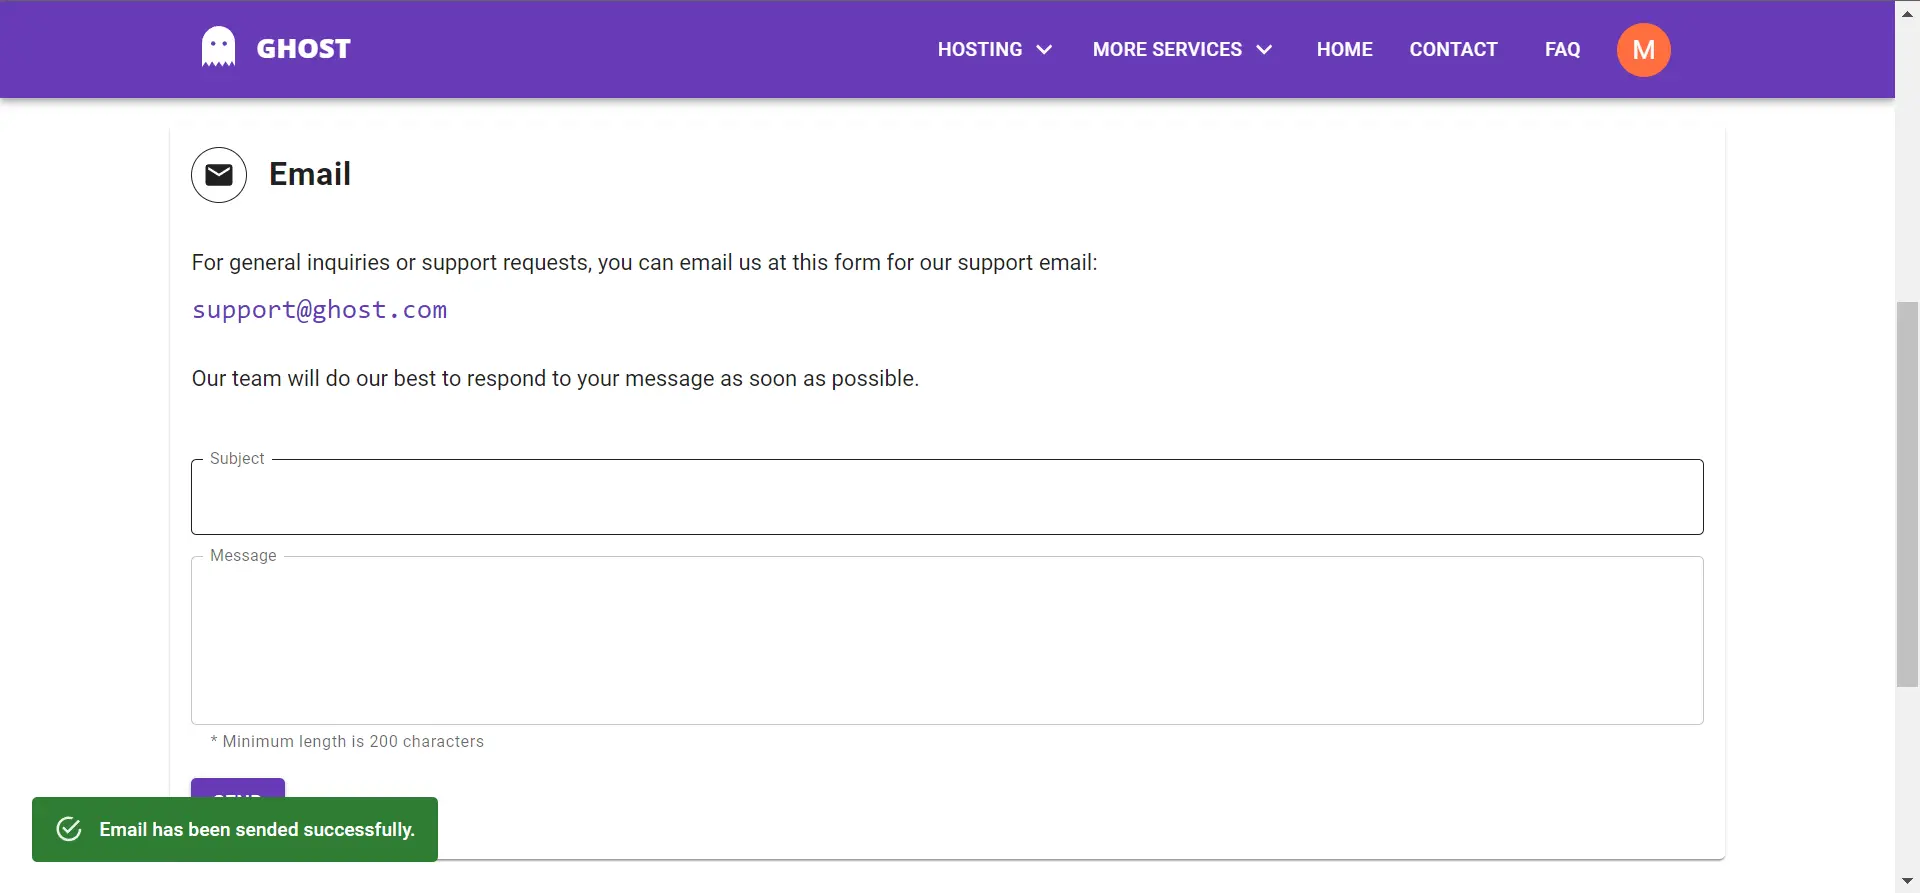 GHOST
HOSTING
MORE SERVICES
HOME
CONTACT
FAQ
M
Email
For general inquiries or support requests, you can email us at this form for our support email:
support@ghost.com
Our team will do our best to respond to your message as soon as possible.
Subject
Message
* Minimum length is 200 characters
SEND
Email has been sended successfully.